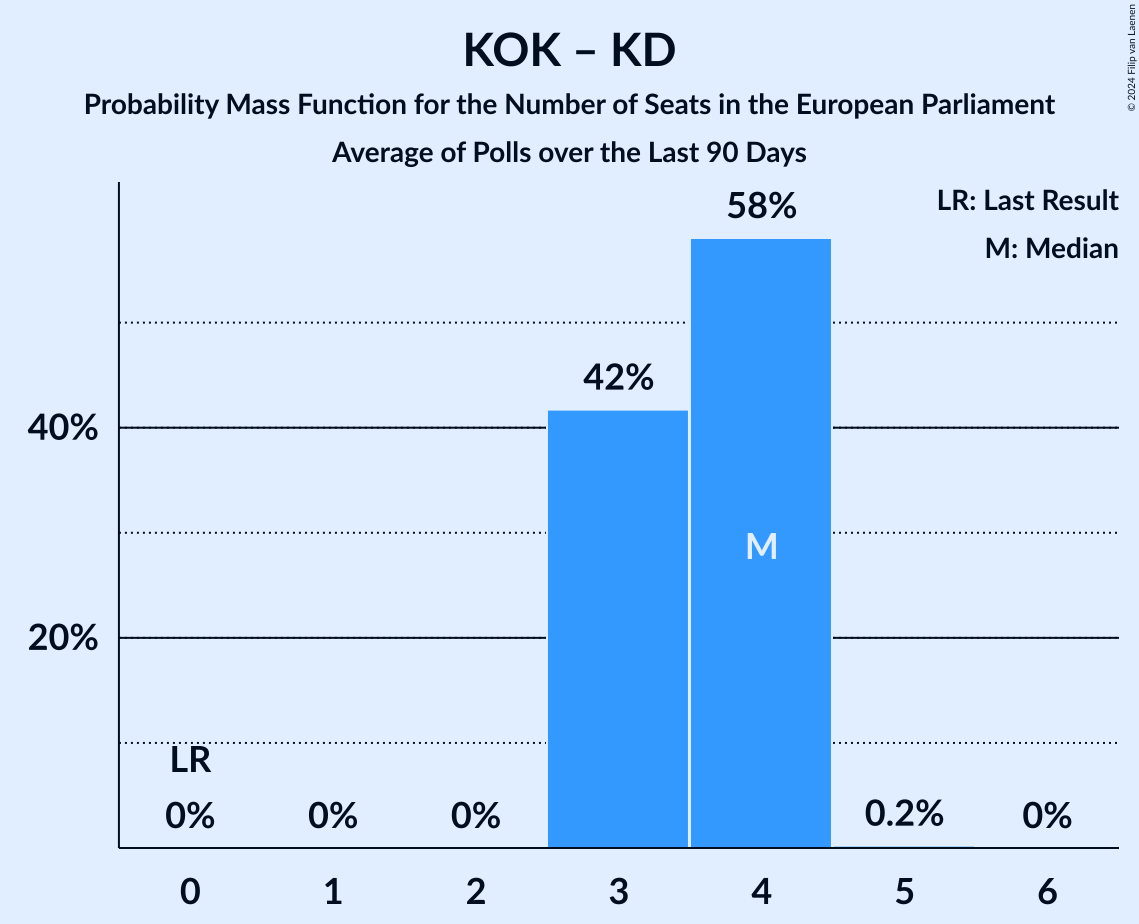 KOK – KD
Probability Mass Function for the Number of Seats in the European Parliament
Average of Polls over the Last 90 Days
© 2024 Filip van Laenen
LR: Last Result
M: Median
58%
42%
40%
M
20%
LR
0%
0%
0%
0.2%
0%
0
1
2
3
4
5
6